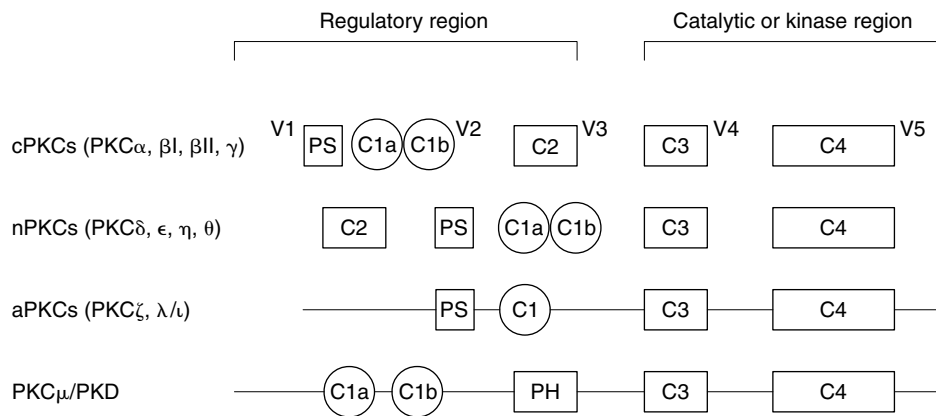 Regulatory region Catalytic or kinase region
V1 V2 V3 V4 V5
cPKCs (PKCα, βI, βII, γ) PS C1a C1b C2 C3 C4
nPKCs (PKCδ, ϵ, η, θ) C2 PS C1a C1b C3 C4
aPKCs (PKCζ, λ/ι) PS C1 C3 C4
PKCμ/PKD C1a C1b PH C3 C4